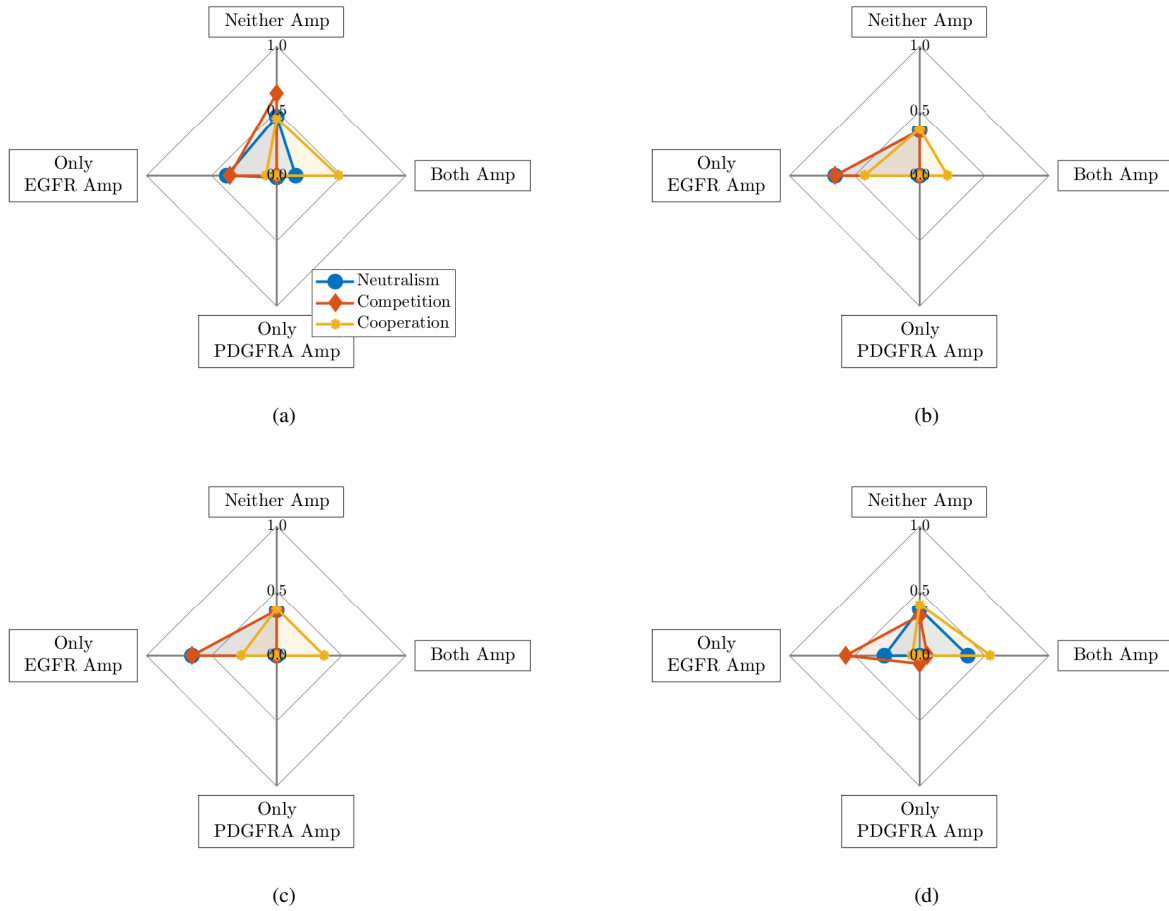 Neither Amp
1.0
0.5
0.0
Only
EGFR Amp
Both Amp
Neutralism
Competition
Cooperation
Only
PDGFRA Amp
(a)
Neither Amp
1.0
0.5
0.0
Only
EGFR Amp
Both Amp
Only
PDGFRA Amp
(b)
Neither Amp
1.0
0.5
0.0
Only
EGFR Amp
Both Amp
Only
PDGFRA Amp
(c)
Neither Amp
1.0
0.5
0.0
Only
EGFR Amp
Both Amp
Only
PDGFRA Amp
(d)